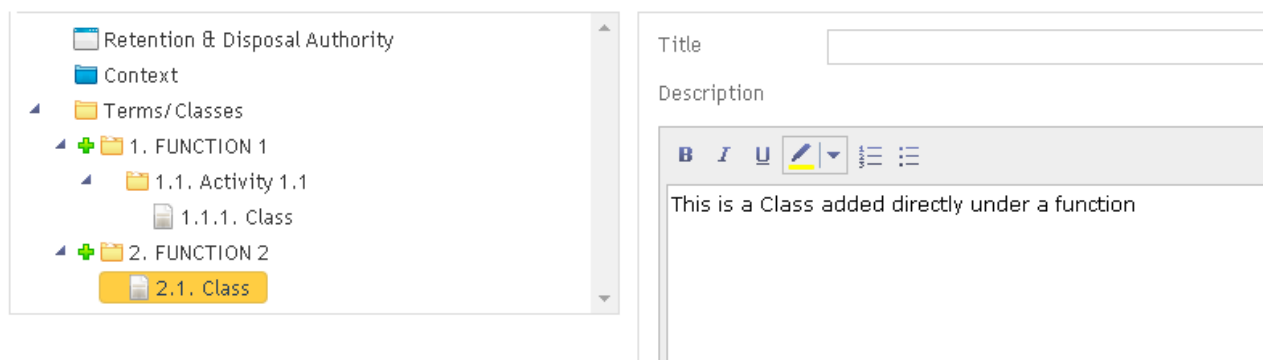 Retention & Disposal Authority
Context
Terms/Classes
1. FUNCTION 1
1.1. Activity 1.1
1.1.1. Class
2. FUNCTION 2
2.1. Class
Title
Description
B I U
This is a Class added directly under a function